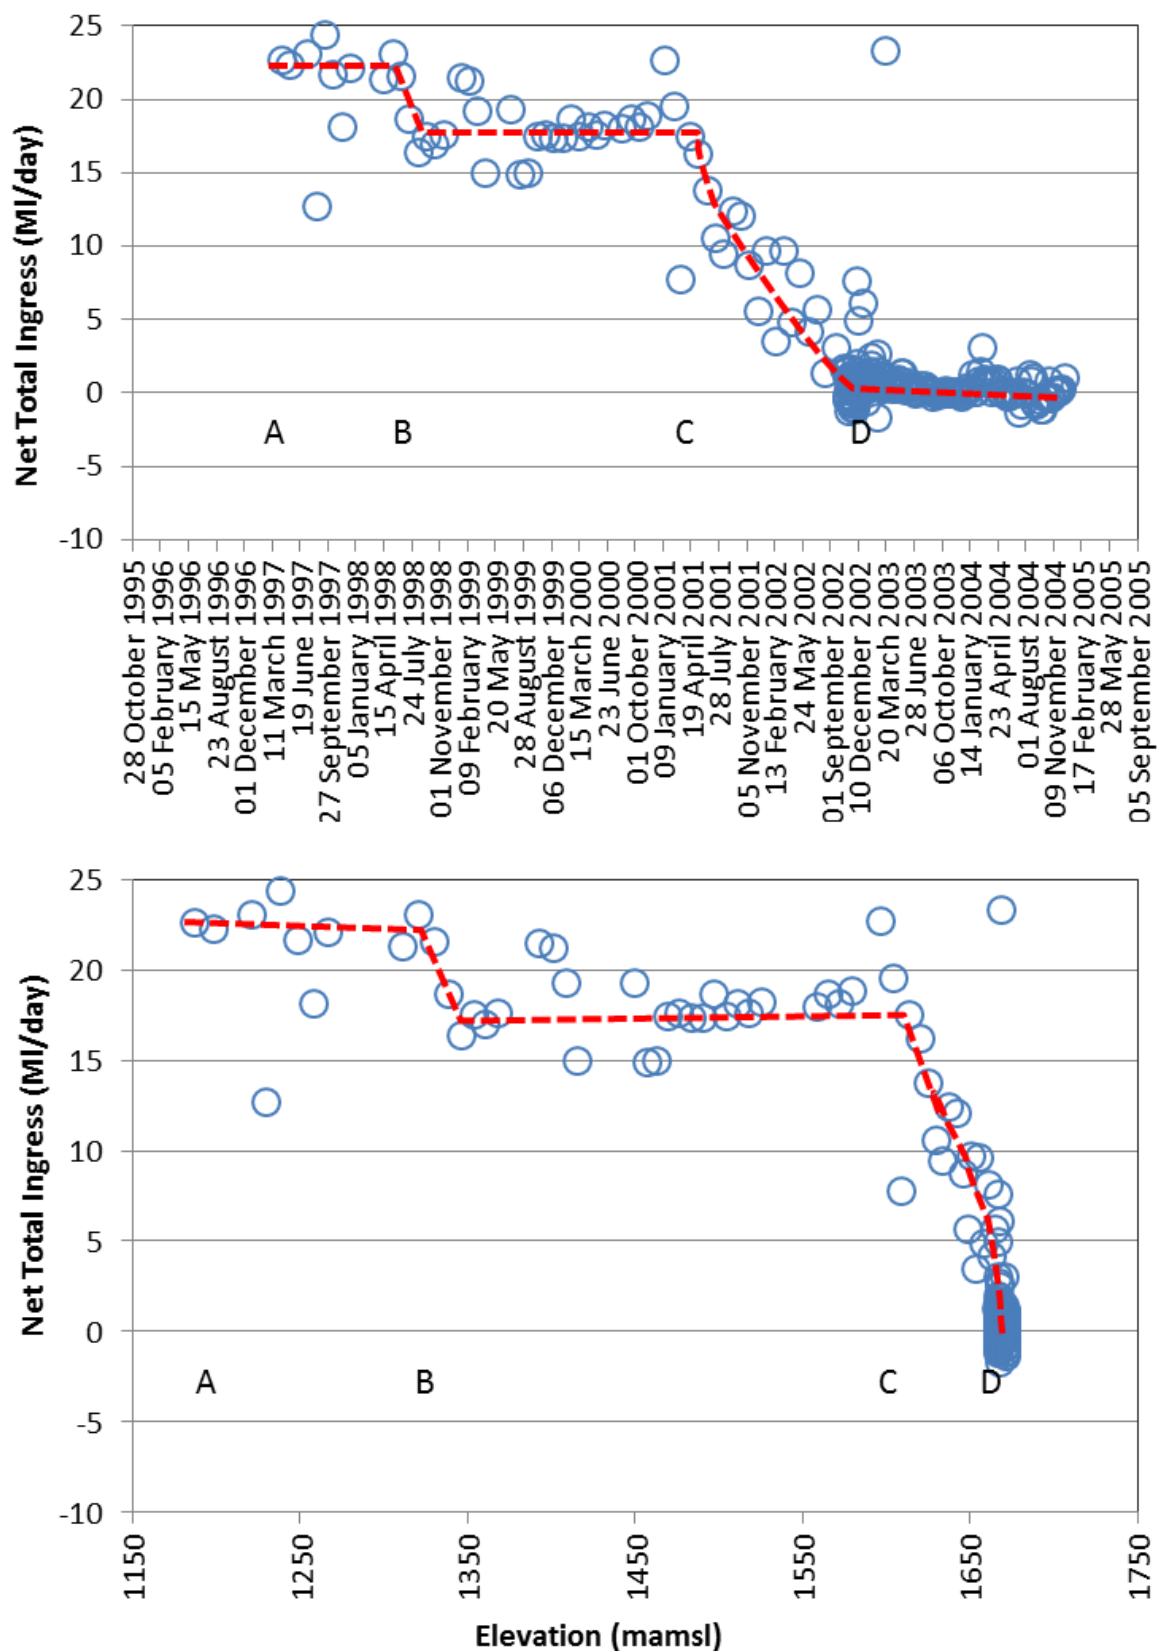 25
20
15
10
5
0
-5
-10
Net Total Ingress (Ml/day)
A
B
C
D
28 October 1995
05 February 1996
15 May 1996
23 August 1996
01 December 1996
11 March 1997
19 June 1997
27 September 1997
05 January 1998
15 April 1998
24 July 1998
01 November 1998
09 February 1999
20 May 1999
28 August 1999
06 December 1999
15 March 2000
23 June 2000
01 October 2000
09 January 2001
19 April 2001
28 July 2001
05 November 2001
13 February 2002
24 May 2002
01 September 2002
10 December 2002
20 March 2003
28 June 2003
06 October 2003
14 January 2004
23 April 2004
01 August 2004
09 November 2004
17 February 2005
28 May 2005
05 September 2005
25
20
15
10
5
0
-5
-10
Net Total Ingress (Ml/day)
A
B
C
D
1150
1250
1350
1450
1550
1650
1750
Elevation (mamsl)